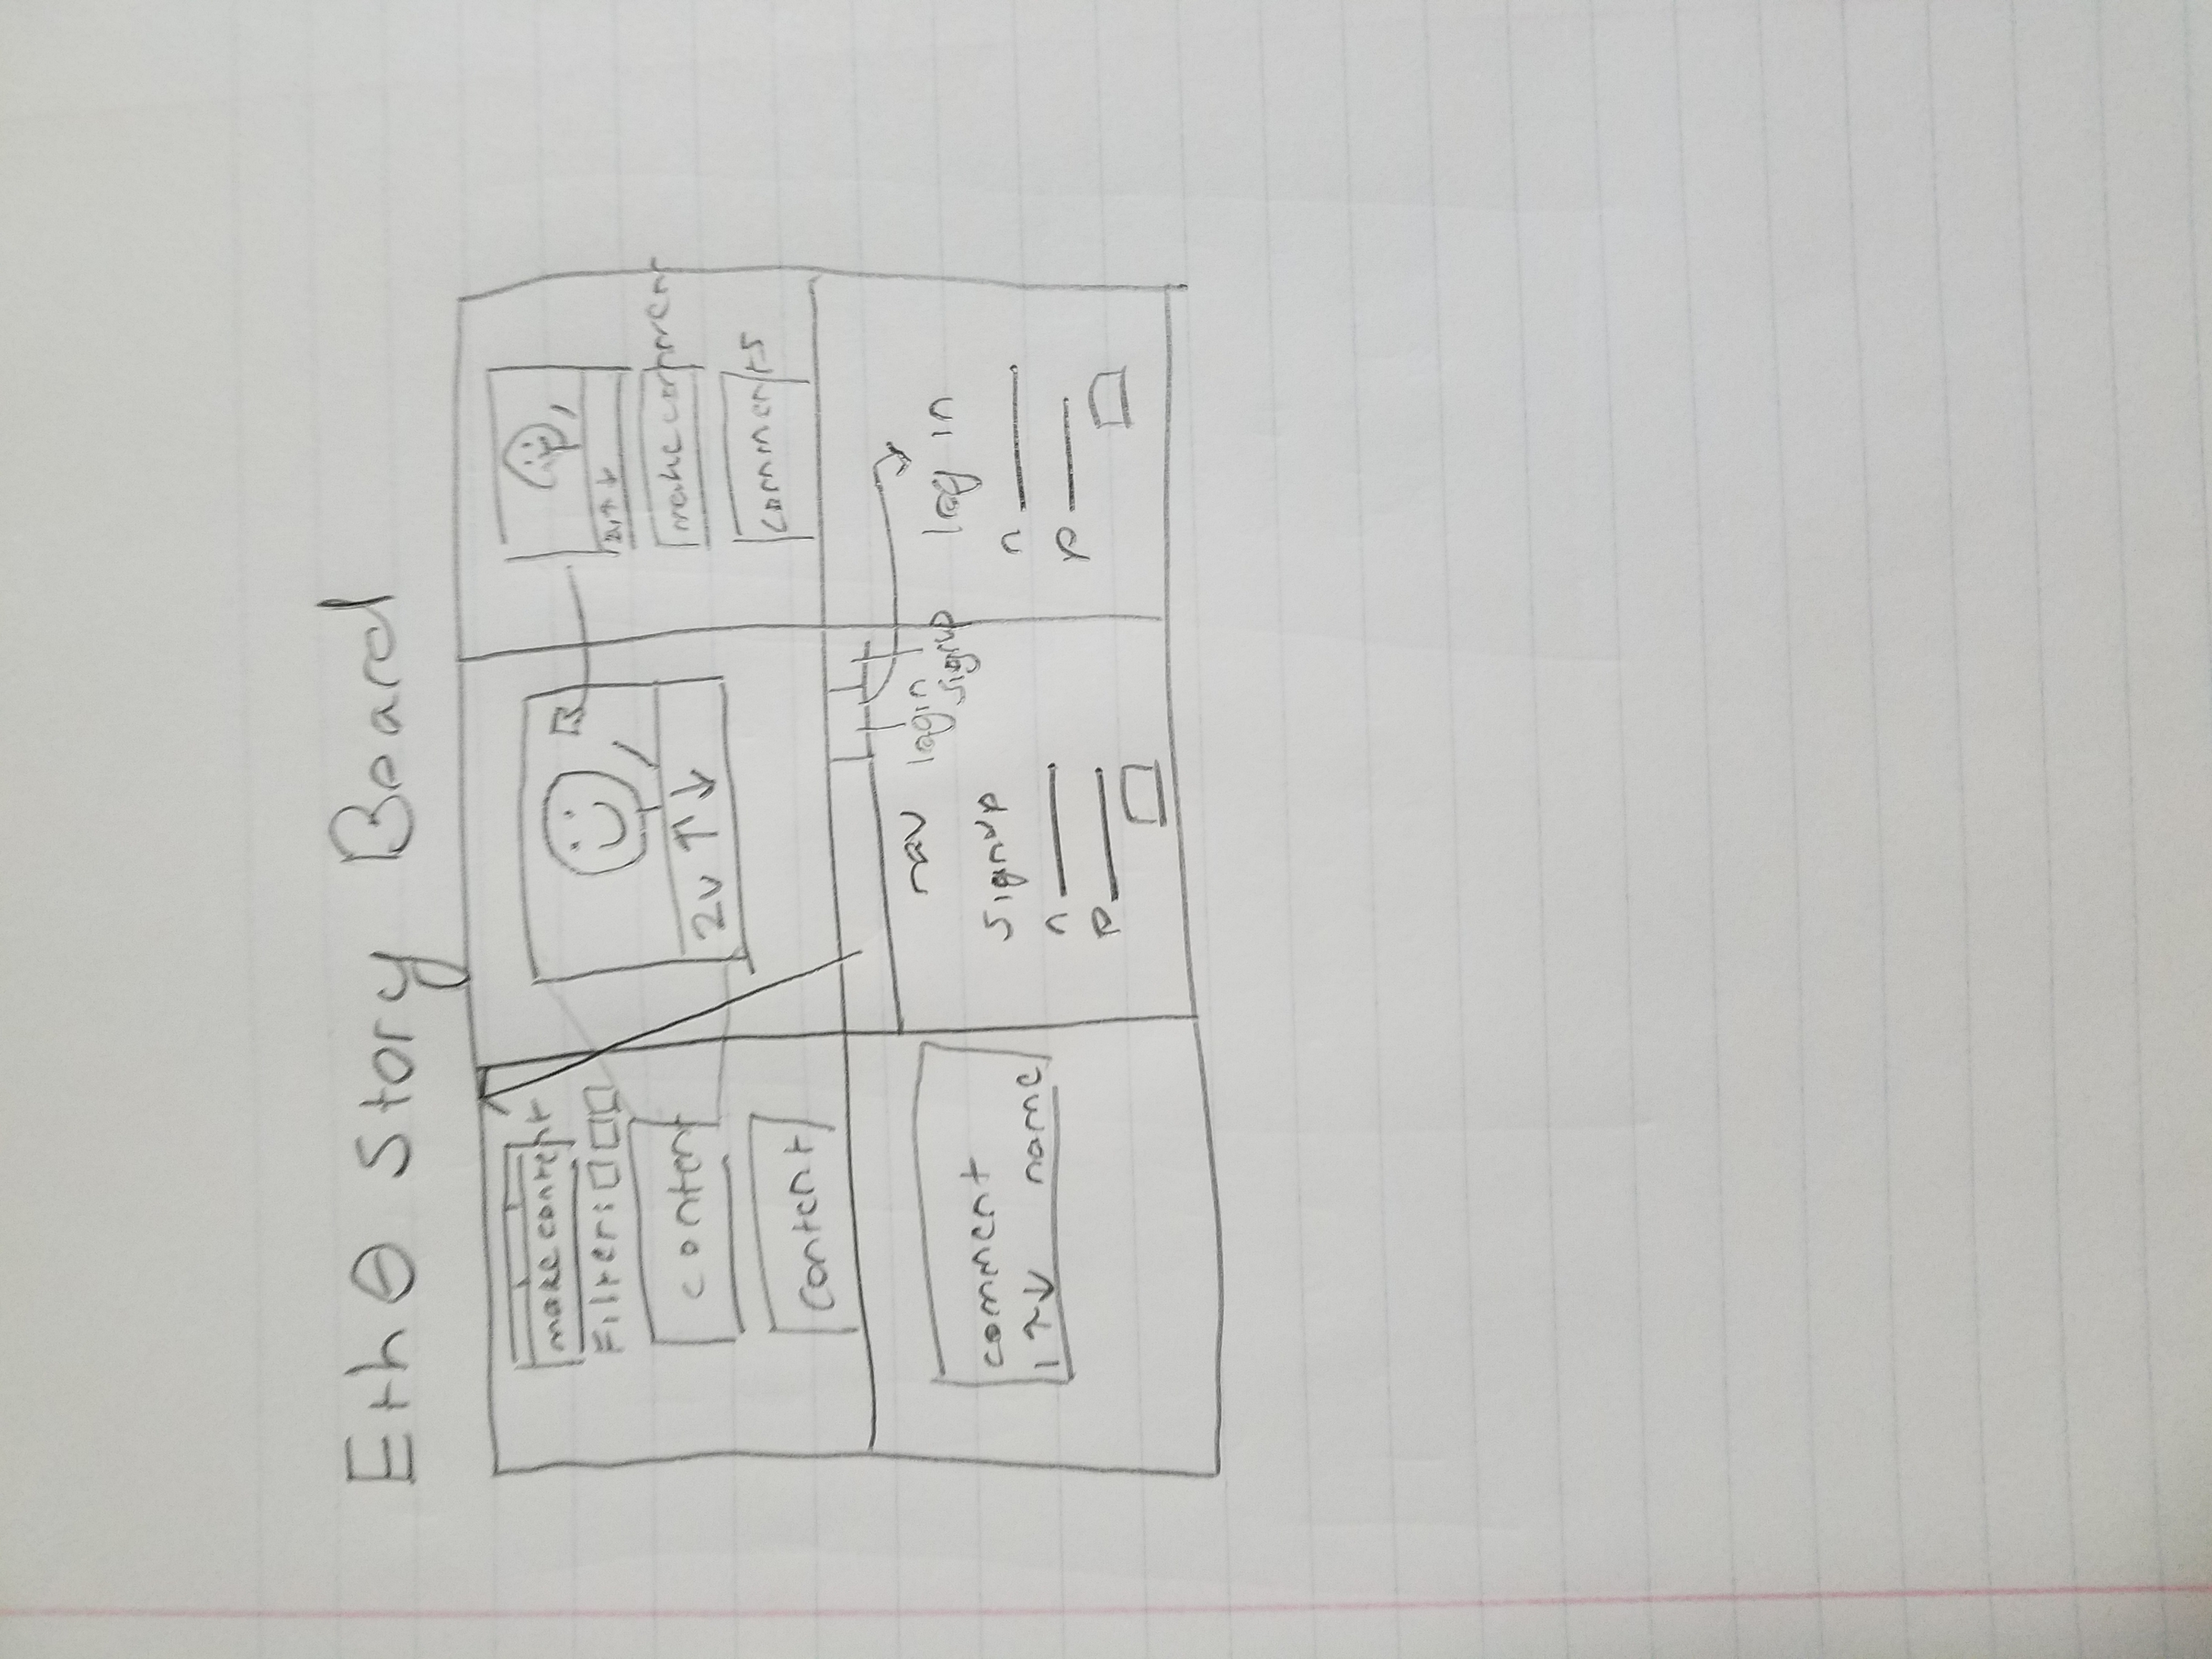 Ethθ Story Board
make content
Filter:
content
content
2v ↑ ↓
2v ↑ ↓
make comment
comments
comment
1 ↑↓ name
nav login signup
signup
n
p
log in
n
p